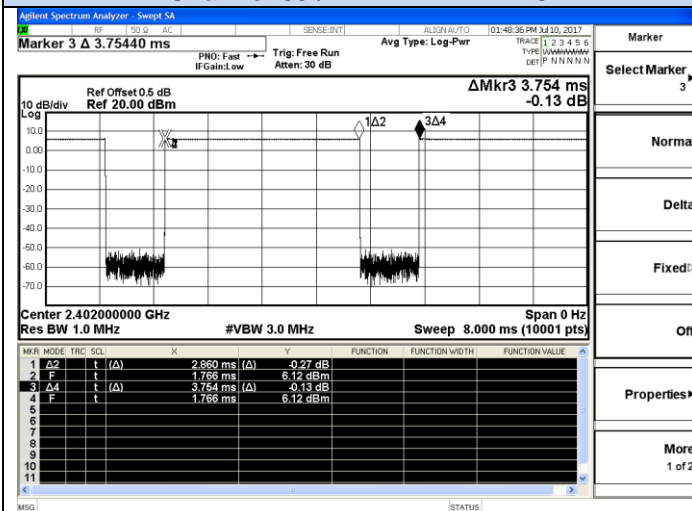 Agilent Spectrum Analyzer - Swept SA
RF 50 Ω AC SENSE:INT ALIGN AUTO 01:48:36 PM Jul 10, 2017
Marker 3 Δ 3.75440 ms
PNO: Fast
IFGain:Low
Trig: Free Run
Atten: 30 dB
Avg Type: Log-Pwr
TRACE 1 2 3 4 5 6
TYPE
DET P N N N N N
Ref Offset 0.5 dB
10 dB/div Ref 20.00 dBm
Log
ΔMkr3 3.754 ms
-0.13 dB
10.0
0.00
-10.0
-20.0
-30.0
-40.0
-50.0
-60.0
-70.0
1Δ2
3Δ4
Center 2.402000000 GHz Span 0 Hz
Res BW 1.0 MHz #VBW 3.0 MHz Sweep 8.000 ms (10001 pts)
MKR MODE TRC SCL X Y FUNCTION FUNCTION WIDTH FUNCTION VALUE
1 Δ2 t (Δ) 2.860 ms (Δ) -0.27 dB
2 F t 1.766 ms 6.12 dBm
3 Δ4 t (Δ) 3.754 ms (Δ) -0.13 dB
4 F t 1.766 ms 6.12 dBm
5
6
7
8
9
10
11
MSG STATUS
Marker
Select Marker
3
Norma
Delta
Fixed
Off
Properties
More
1 of 2